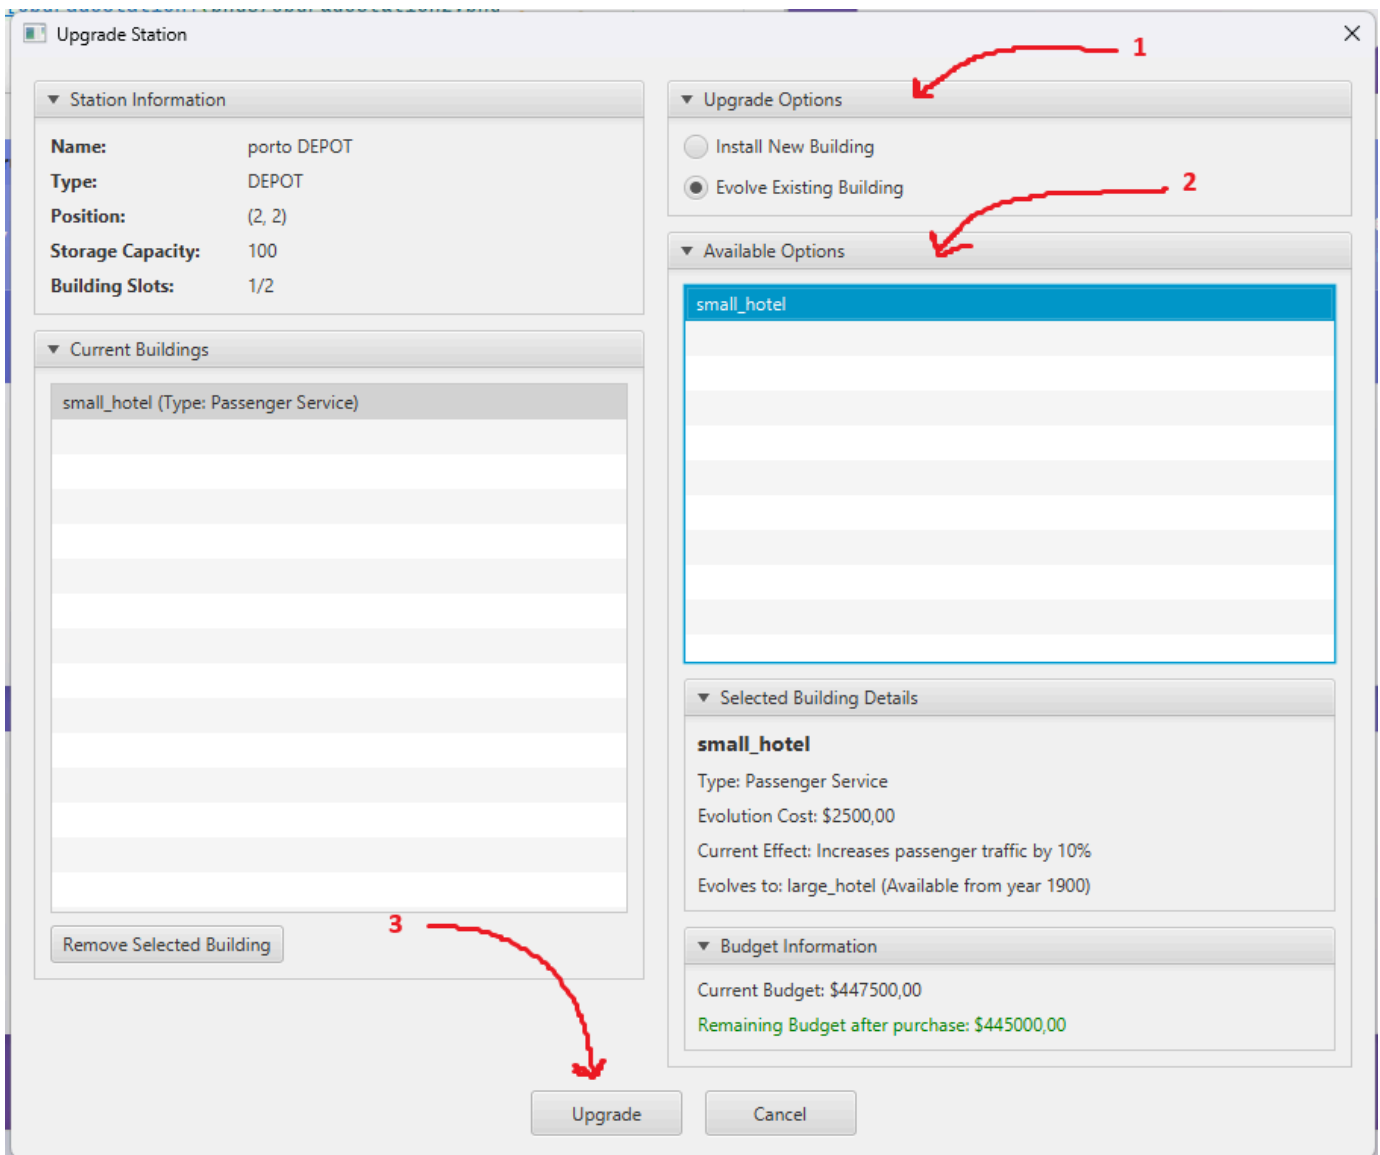 Upgrade Station
1
Station Information
Name: porto DEPOT
Type: DEPOT
Position: (2, 2)
Storage Capacity: 100
Building Slots: 1/2
Current Buildings
small_hotel (Type: Passenger Service)
Remove Selected Building
3
Upgrade Options
Install New Building
Evolve Existing Building
2
Available Options
small_hotel
Selected Building Details
small_hotel
Type: Passenger Service
Evolution Cost: $2500,00
Current Effect: Increases passenger traffic by 10%
Evolves to: large_hotel (Available from year 1900)
Budget Information
Current Budget: $447500,00
Remaining Budget after purchase: $445000,00
Upgrade
Cancel